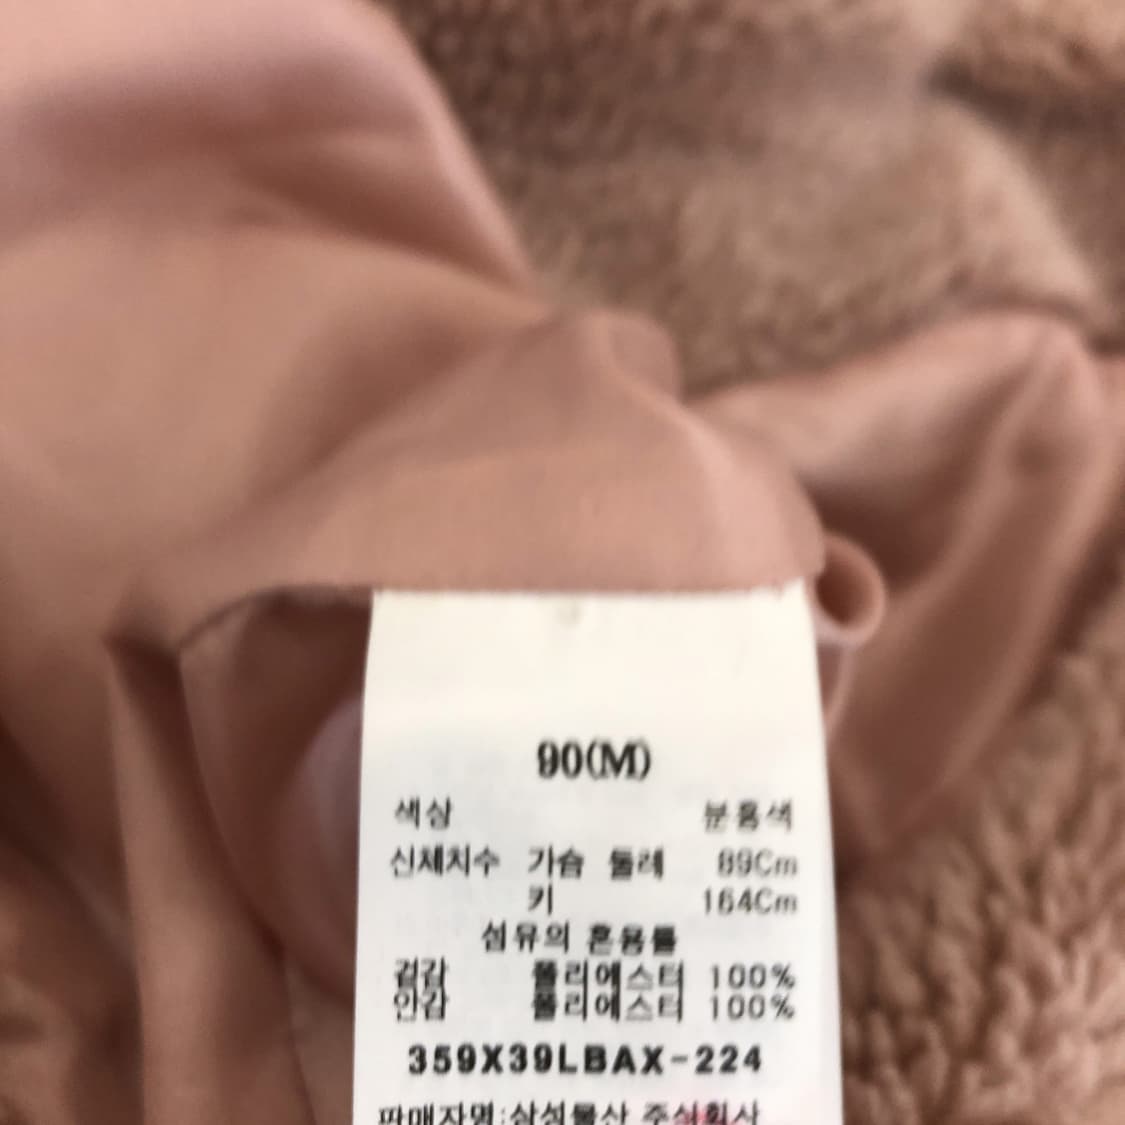 90(M)
색상 분홍색
신체치수 가슴 둘레 89Cm
키 164Cm
섬유의 혼용률
겉감 폴리에스터 100%
안감 폴리에스터 100%
359X39LBAX-224
판매자명:삼성물산 주식회사